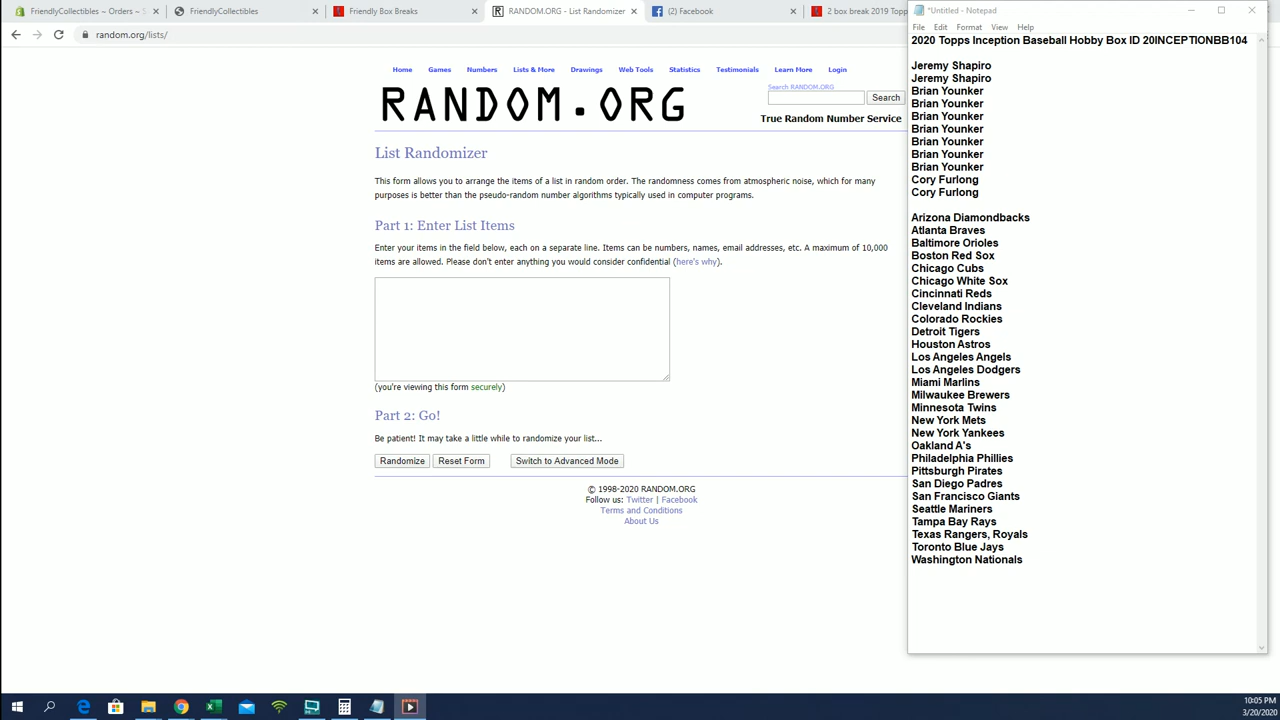 FriendlyCollectibles ~ Orders ~ S
FriendlyCollectibles
Friendly Box Breaks
RANDOM.ORG - List Randomizer
(2) Facebook
2 box break 2019 Topp
random.org/lists/
Home Games Numbers Lists & More Drawings Web Tools Statistics Testimonials Learn More Login
RANDOM.ORG
Search RANDOM.ORG
Search
True Random Number Service
List Randomizer
This form allows you to arrange the items of a list in random order. The randomness comes from atmospheric noise, which for many
purposes is better than the pseudo-random number algorithms typically used in computer programs.
Part 1: Enter List Items
Enter your items in the field below, each on a separate line. Items can be numbers, names, email addresses, etc. A maximum of 10,000
items are allowed. Please don't enter anything you would consider confidential (here's why).
(you're viewing this form securely)
Part 2: Go!
Be patient! It may take a little while to randomize your list...
Randomize Reset Form Switch to Advanced Mode
© 1998-2020 RANDOM.ORG
Follow us: Twitter | Facebook
Terms and Conditions
About Us
*Untitled - Notepad
File Edit Format View Help
2020 Topps Inception Baseball Hobby Box ID 20INCEPTIONBB104
Jeremy Shapiro
Jeremy Shapiro
Brian Younker
Brian Younker
Brian Younker
Brian Younker
Brian Younker
Brian Younker
Brian Younker
Cory Furlong
Cory Furlong
Arizona Diamondbacks
Atlanta Braves
Baltimore Orioles
Boston Red Sox
Chicago Cubs
Chicago White Sox
Cincinnati Reds
Cleveland Indians
Colorado Rockies
Detroit Tigers
Houston Astros
Los Angeles Angels
Los Angeles Dodgers
Miami Marlins
Milwaukee Brewers
Minnesota Twins
New York Mets
New York Yankees
Oakland A's
Philadelphia Phillies
Pittsburgh Pirates
San Diego Padres
San Francisco Giants
Seattle Mariners
Tampa Bay Rays
Texas Rangers, Royals
Toronto Blue Jays
Washington Nationals
10:05 PM
3/20/2020